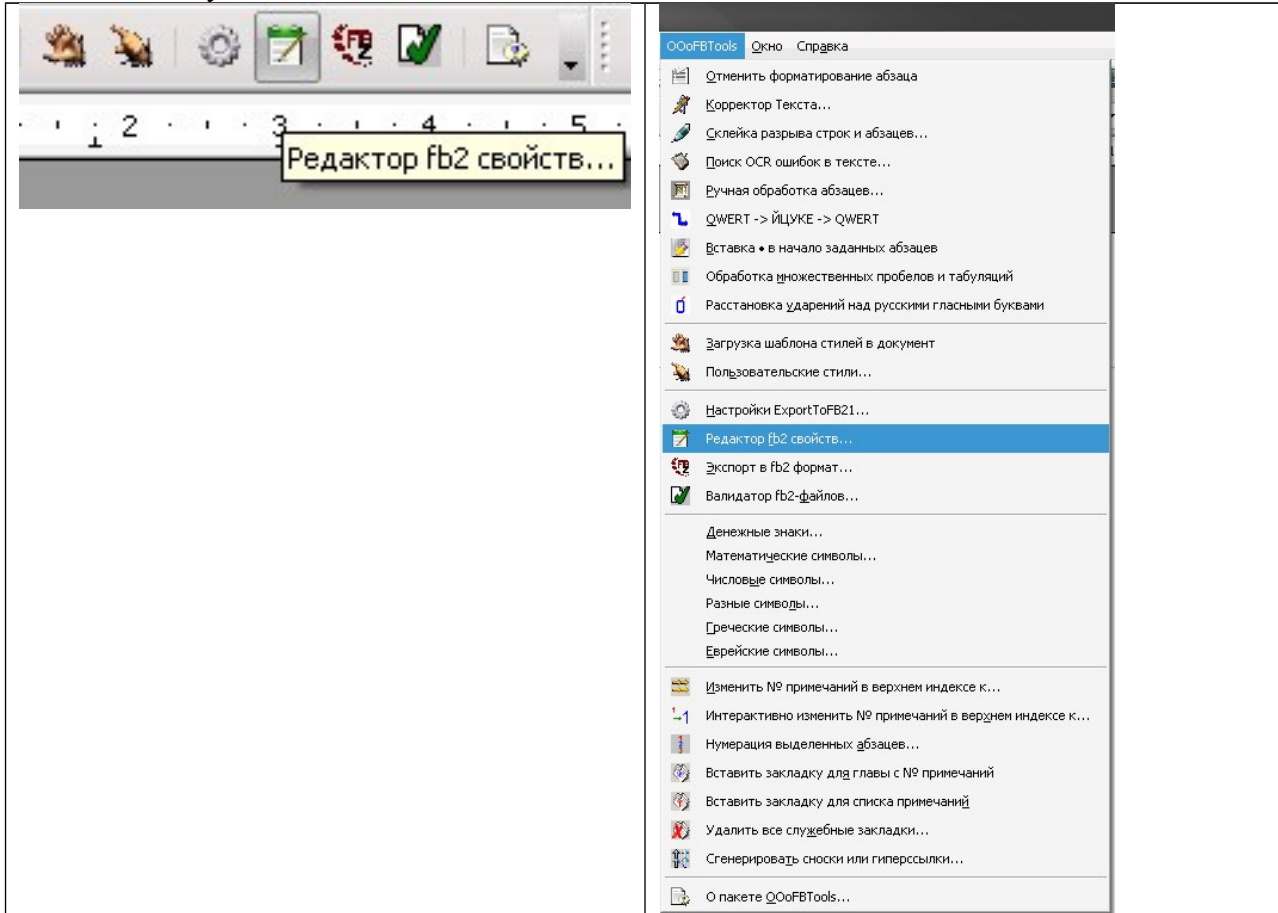 2 3 4 5
Редактор fb2 свойств...
OOoFBTools Окно Справка
Отменить форматирование абзаца
Корректор Текста...
Склейка разрыва строк и абзацев...
Поиск OCR ошибок в тексте...
Ручная обработка абзацев...
QWERT -> ЙЦУКЕ -> QWERT
Вставка • в начало заданных абзацев
Обработка множественных пробелов и табуляций
Расстановка ударений над русскими гласными буквами
Загрузка шаблона стилей в документ
Пользовательские стили...
Настройки ExportToFB21...
Редактор fb2 свойств...
Экспорт в fb2 формат...
Валидатор fb2-файлов...
Денежные знаки...
Математические символы...
Числовые символы...
Разные символы...
Греческие символы...
Еврейские символы...
Изменить № примечаний в верхнем индексе к...
Интерактивно изменить № примечаний в верхнем индексе к...
Нумерация выделенных абзацев...
Вставить закладку для главы с № примечаний
Вставить закладку для списка примечаний
Удалить все служебные закладки...
Сгенерировать сноски или гиперссылки...
О пакете OOoFBTools...